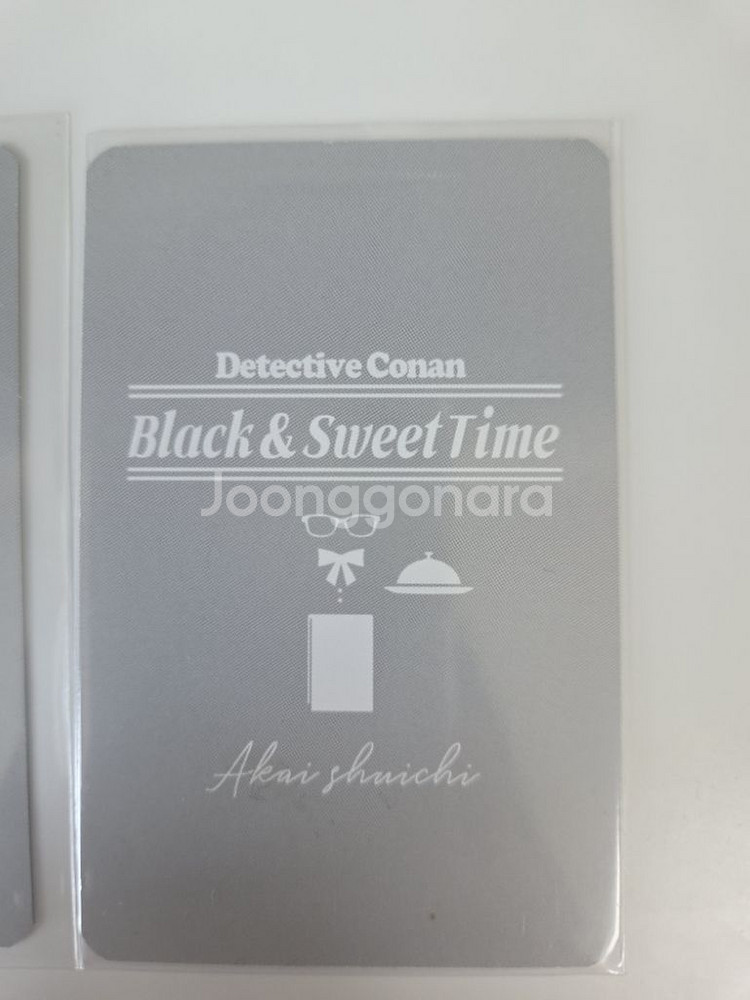 Detective Conan
Black & Sweet Time
Joonggonara
Akai shuichi